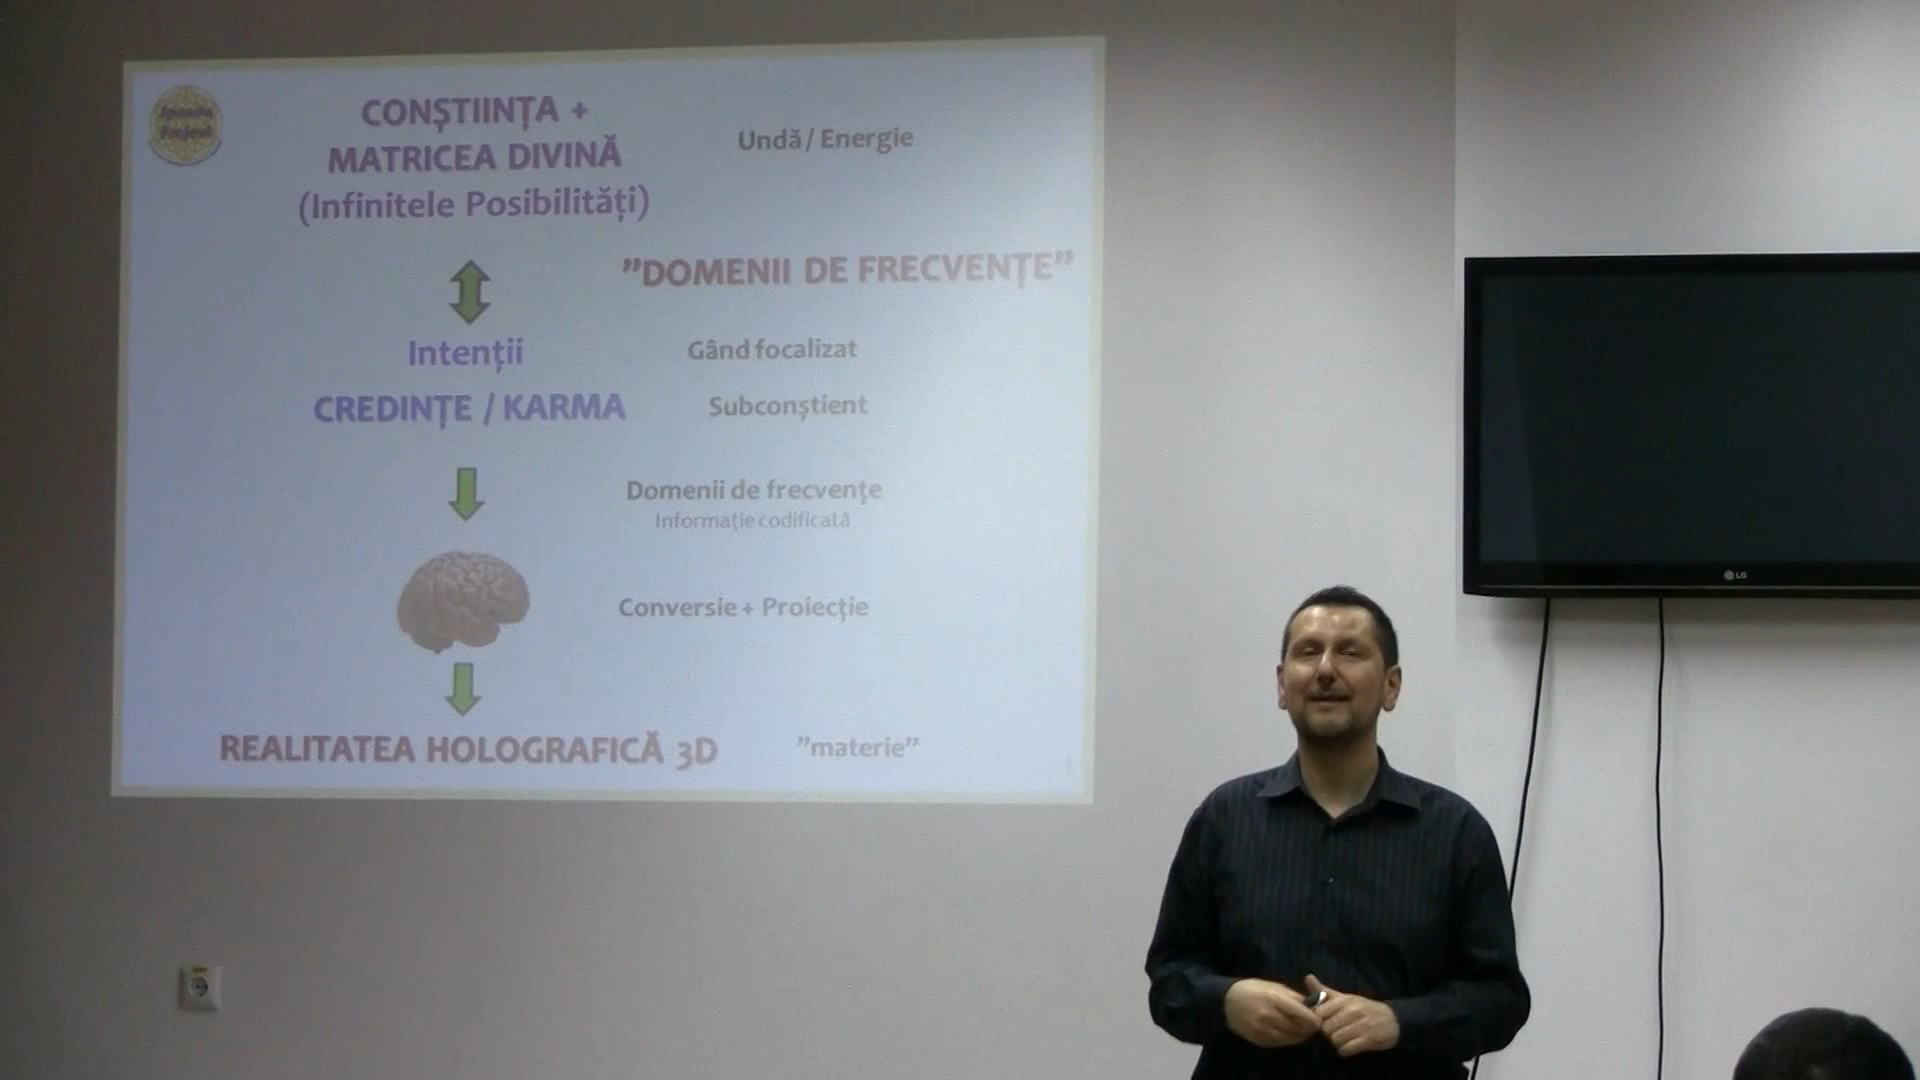 CONȘTIINȚA +
MATRICEA DIVINĂ
(Infinitele Posibilități)
Undă / Energie
"DOMENII DE FRECVENȚE"
Intenții
Gând focalizat
CREDINȚE / KARMA
Subconștient
Domenii de frecvențe
Informație codificată
Conversie + Proiecție
REALITATEA HOLOGRAFICĂ 3D
"materie"
LG